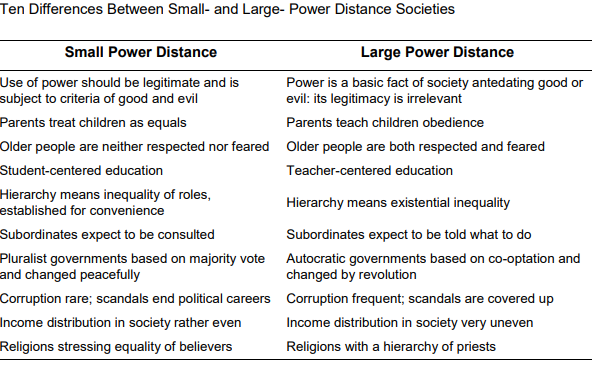 Ten Differences Between Small- and Large- Power Distance Societies
Small Power Distance
Large Power Distance
Use of power should be legitimate and is
subject to criteria of good and evil
Power is a basic fact of society antedating good or
evil: its legitimacy is irrelevant
Parents treat children as equals
Parents teach children obedience
Older people are neither respected nor feared
Older people are both respected and feared
Student-centered education
Teacher-centered education
Hierarchy means inequality of roles,
established for convenience
Hierarchy means existential inequality
Subordinates expect to be consulted
Subordinates expect to be told what to do
Pluralist governments based on majority vote
and changed peacefully
Autocratic governments based on co-optation and
changed by revolution
Corruption rare; scandals end political careers
Corruption frequent; scandals are covered up
Income distribution in society rather even
Income distribution in society very uneven
Religions stressing equality of believers
Religions with a hierarchy of priests